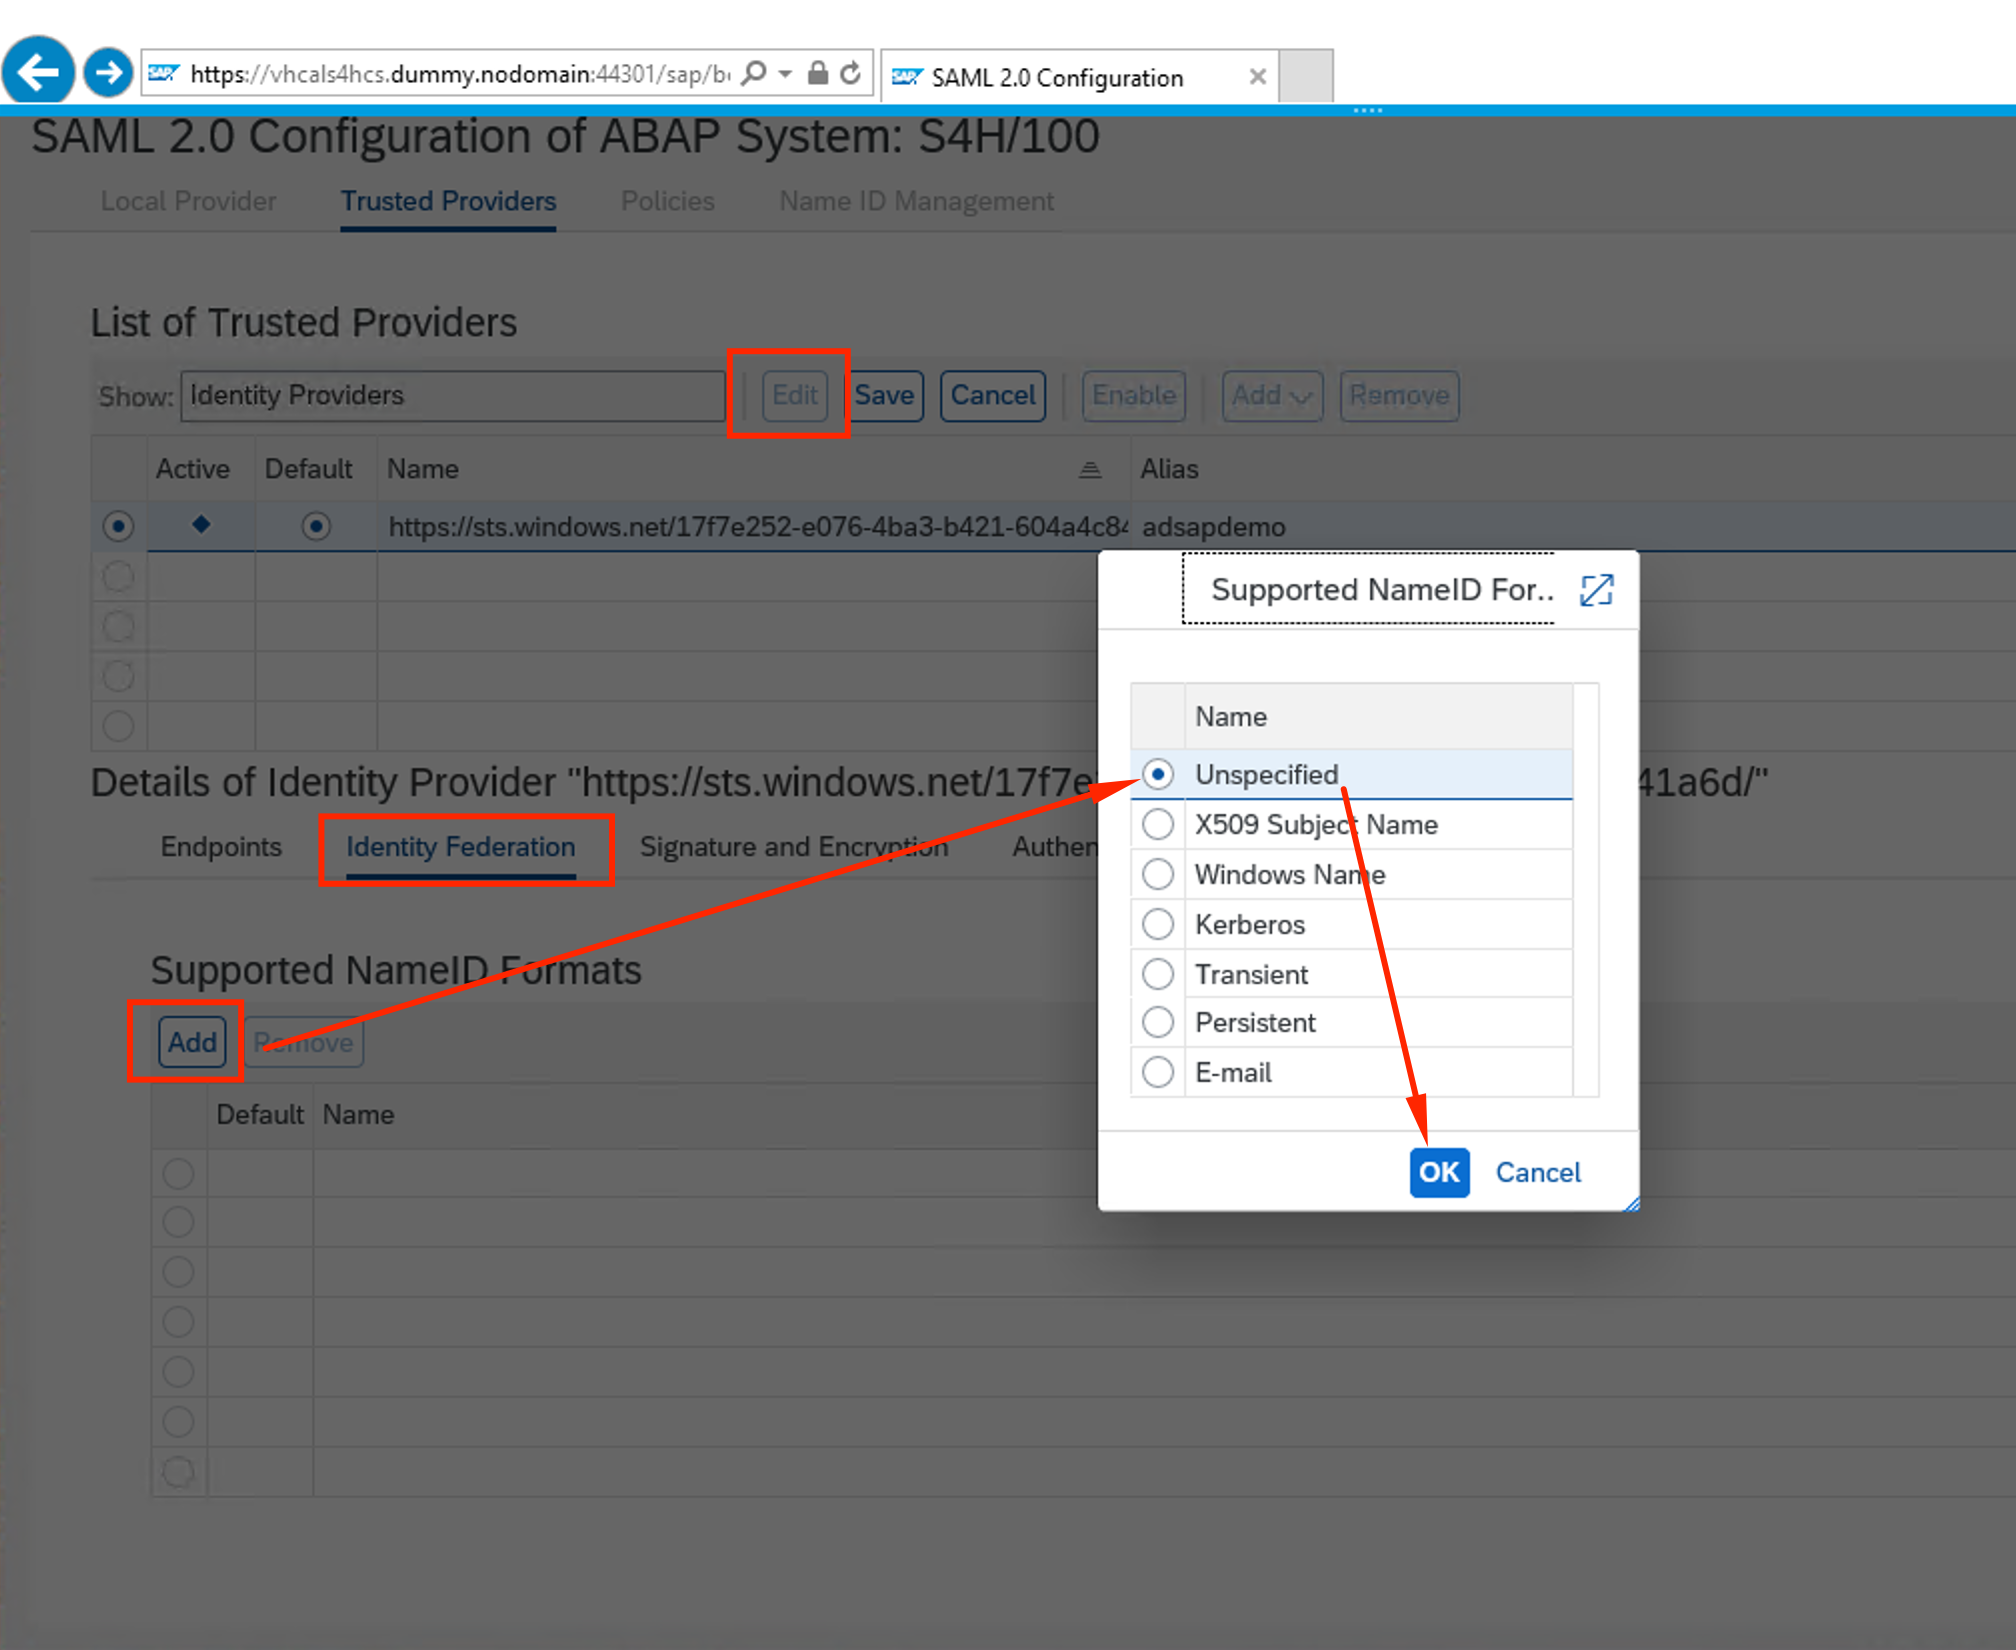 SAP https://vhcals4hcs.dummy.nodomain:44301/sap/b SAP SAML 2.0 Configuration
SAML 2.0 Configuration of ABAP System: S4H/100
Local Provider Trusted Providers Policies Name ID Management
List of Trusted Providers
Show: Identity Providers Edit Save Cancel Enable Add Remove
Active Default Name Alias
https://sts.windows.net/17f7e252-e076-4ba3-b421-604a4c84 adsapdemo
Supported NameID For..
Name
Unspecified
X509 Subject Name
Windows Name
Kerberos
Transient
Persistent
E-mail
OK Cancel
Details of Identity Provider "https://sts.windows.net/17f7e 41a6d/"
Endpoints Identity Federation Signature and Encryption Authen
Supported NameID Formats
Add Remove
Default Name